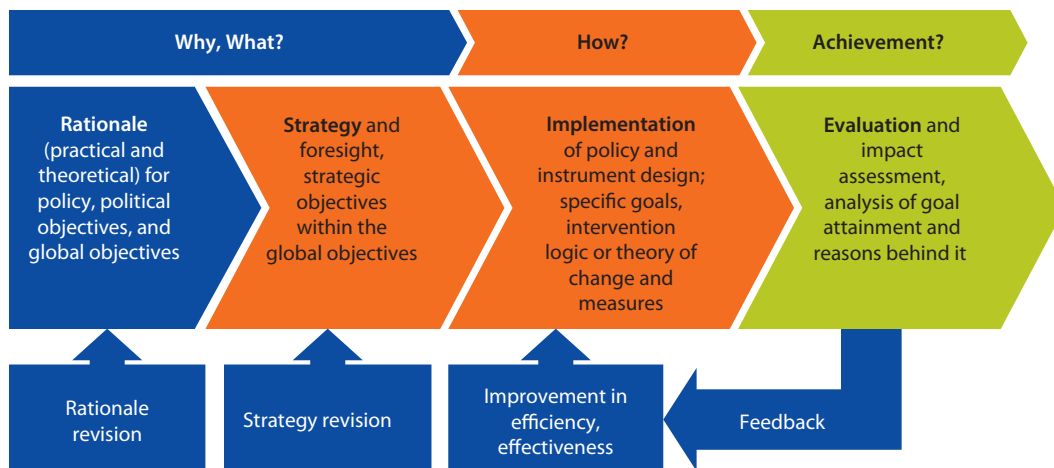 Why, What?
How?
Achievement?
Rationale
(practical and
theoretical) for
policy, political
objectives, and
global objectives
Strategy and
foresight,
strategic
objectives
within the
global objectives
Implementation
of policy and
instrument design;
specific goals,
intervention
logic or theory of
change and
measures
Evaluation and
impact
assessment,
analysis of goal
attainment and
reasons behind it
Rationale
revision
Strategy revision
Improvement in
efficiency,
effectiveness
Feedback